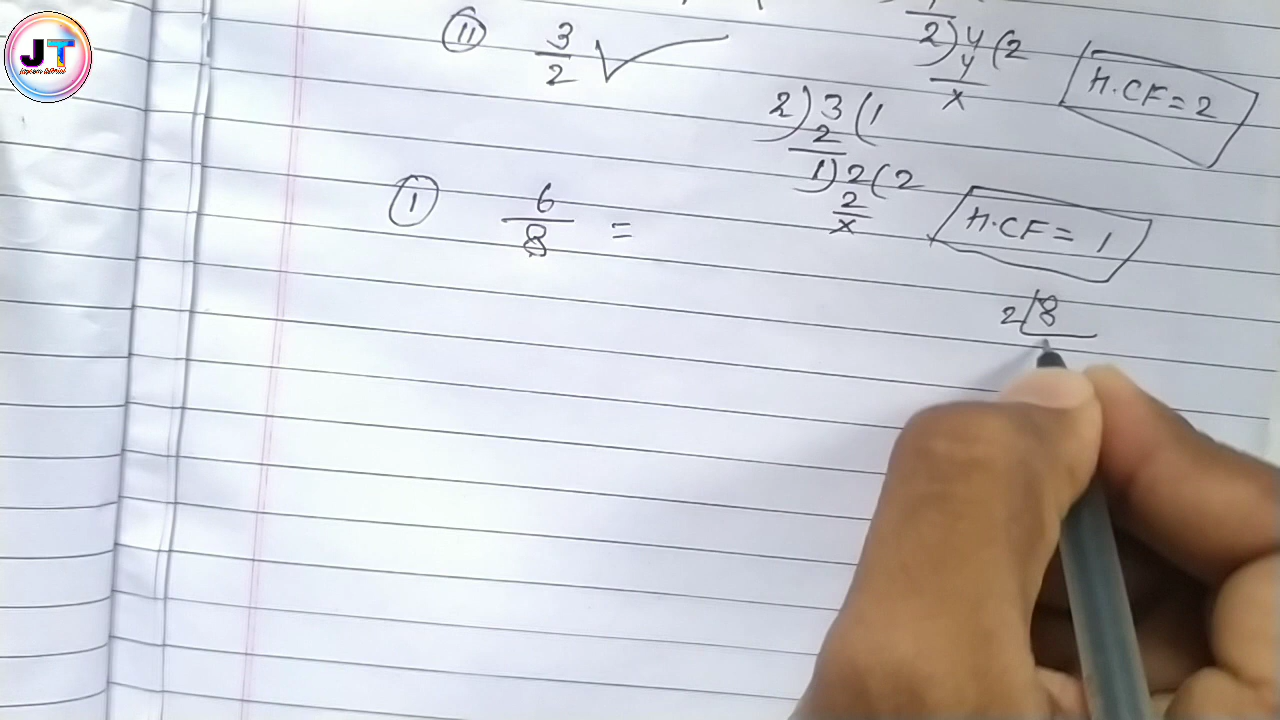 JT
(11) 3/2 ✓
2) 4 (2
4
x
H.CF = 2
2) 3 (1
2
1) 2 (2
2
x
H.CF = 1
(1) 6/8 =
2 | 8